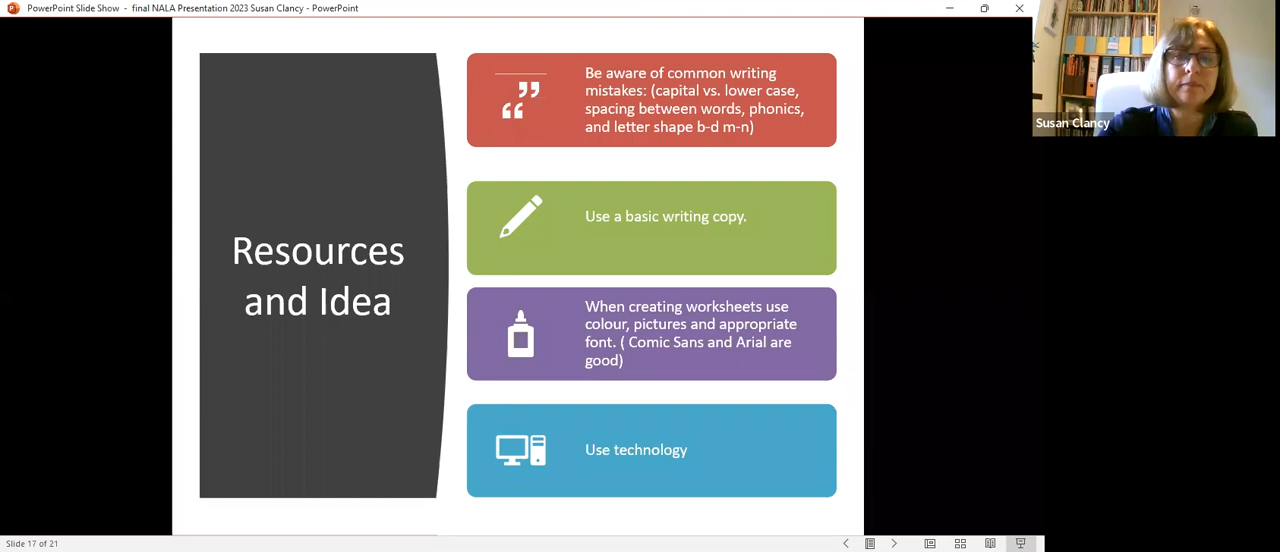 PowerPoint Slide Show - final NALA Presentation 2023 Susan Clancy - PowerPoint
Resources
and Idea
Be aware of common writing
mistakes: (capital vs. lower case,
spacing between words, phonics,
and letter shape b-d m-n)
Use a basic writing copy.
When creating worksheets use
colour, pictures and appropriate
font. ( Comic Sans and Arial are
good)
Use technology
Susan Clancy
Slide 17 of 21